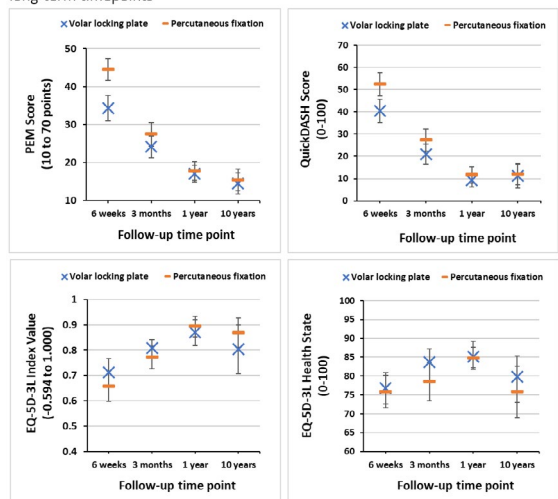 long-term timepoints
Volar locking plate Percutaneous fixation
PEM Score
(10 to 70 points)
50
40
30
20
10
6 weeks 3 months 1 year 10 years
Follow-up time point
Volar locking plate Percutaneous fixation
QuickDASH Score
(0-100)
70
60
50
40
30
20
10
0
6 weeks 3 months 1 year 10 years
Follow-up time point
Volar locking plate Percutaneous fixation
EQ-5D-3L Index Value
(-0.594 to 1.000)
1
0.9
0.8
0.7
0.6
0.5
0.4
6 weeks 3 months 1 year 10 years
Follow-up time point
Volar locking plate Percutaneous fixation
EQ-5D-3L Health State
(0-100)
100
95
90
85
80
75
70
65
60
6 weeks 3 months 1 year 10 years
Follow-up time point